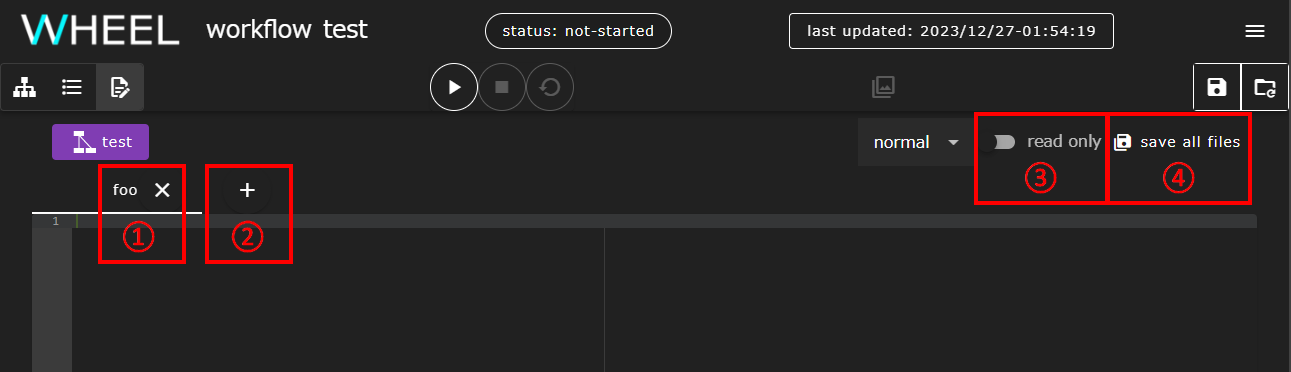 WHEEL workflow test status: not-started last updated: 2023/12/27-01:54:19
test normal read only save all files
③ ④
foo
1
① ②